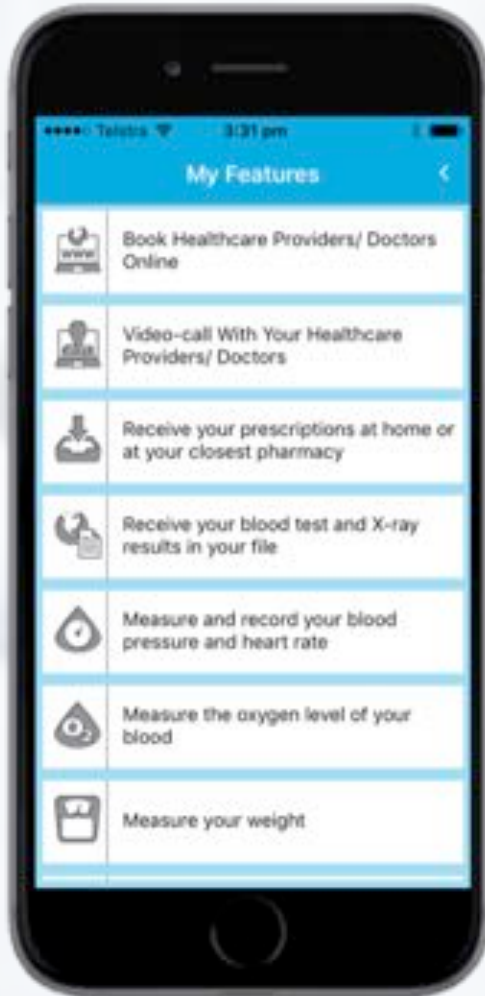 Telstra 3:31 pm
My Features
www
Book Healthcare Providers/ Doctors
Online
Video-call With Your Healthcare
Providers/ Doctors
Receive your prescriptions at home or
at your closest pharmacy
Receive your blood test and X-ray
results in your file
Measure and record your blood
pressure and heart rate
O2
Measure the oxygen level of your
blood
Measure your weight